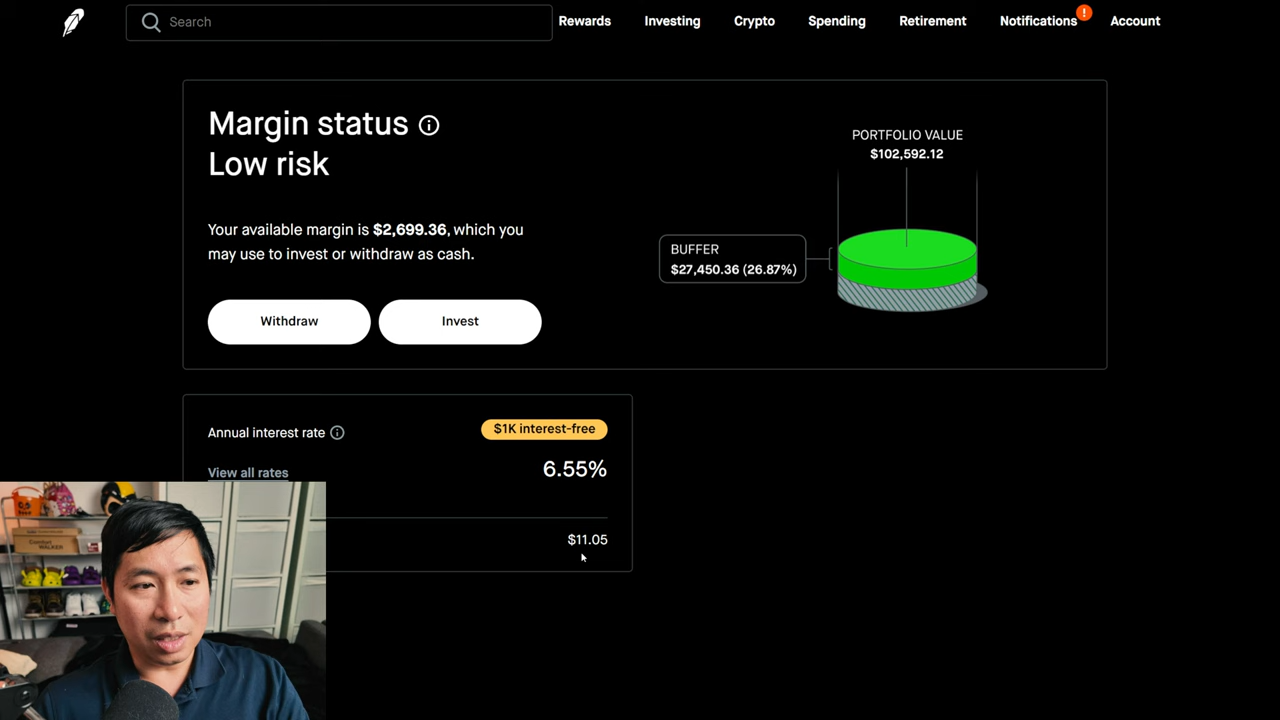 Search
Rewards
Investing
Crypto
Spending
Retirement
Notifications
!
Account
Margin status
Low risk
Your available margin is $2,699.36, which you
may use to invest or withdraw as cash.
Withdraw
Invest
PORTFOLIO VALUE
$102,592.12
BUFFER
$27,450.36 (26.87%)
Annual interest rate
$1K interest-free
View all rates
6.55%
$11.05